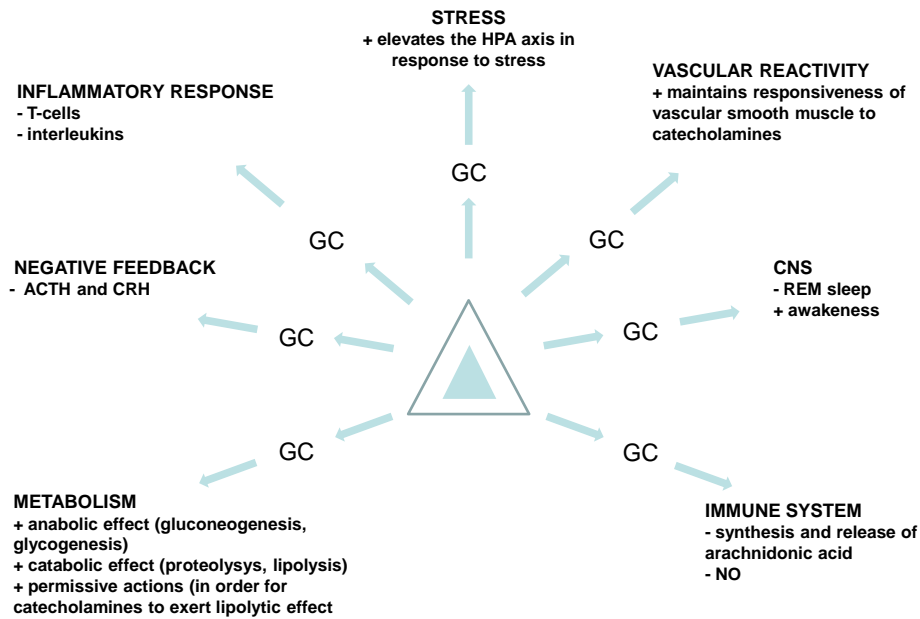 STRESS
+ elevates the HPA axis in
response to stress
INFLAMMATORY RESPONSE
- T-cells
- interleukins
VASCULAR REACTIVITY
+ maintains responsiveness of
vascular smooth muscle to
catecholamines
GC
GC
GC
NEGATIVE FEEDBACK
- ACTH and CRH
CNS
- REM sleep
+ awakeness
GC
GC
GC
GC
METABOLISM
+ anabolic effect (gluconeogenesis,
glycogenesis)
+ catabolic effect (proteolysys, lipolysis)
+ permissive actions (in order for
catecholamines to exert lipolytic effect
IMMUNE SYSTEM
- synthesis and release of
arachnidonic acid
- NO